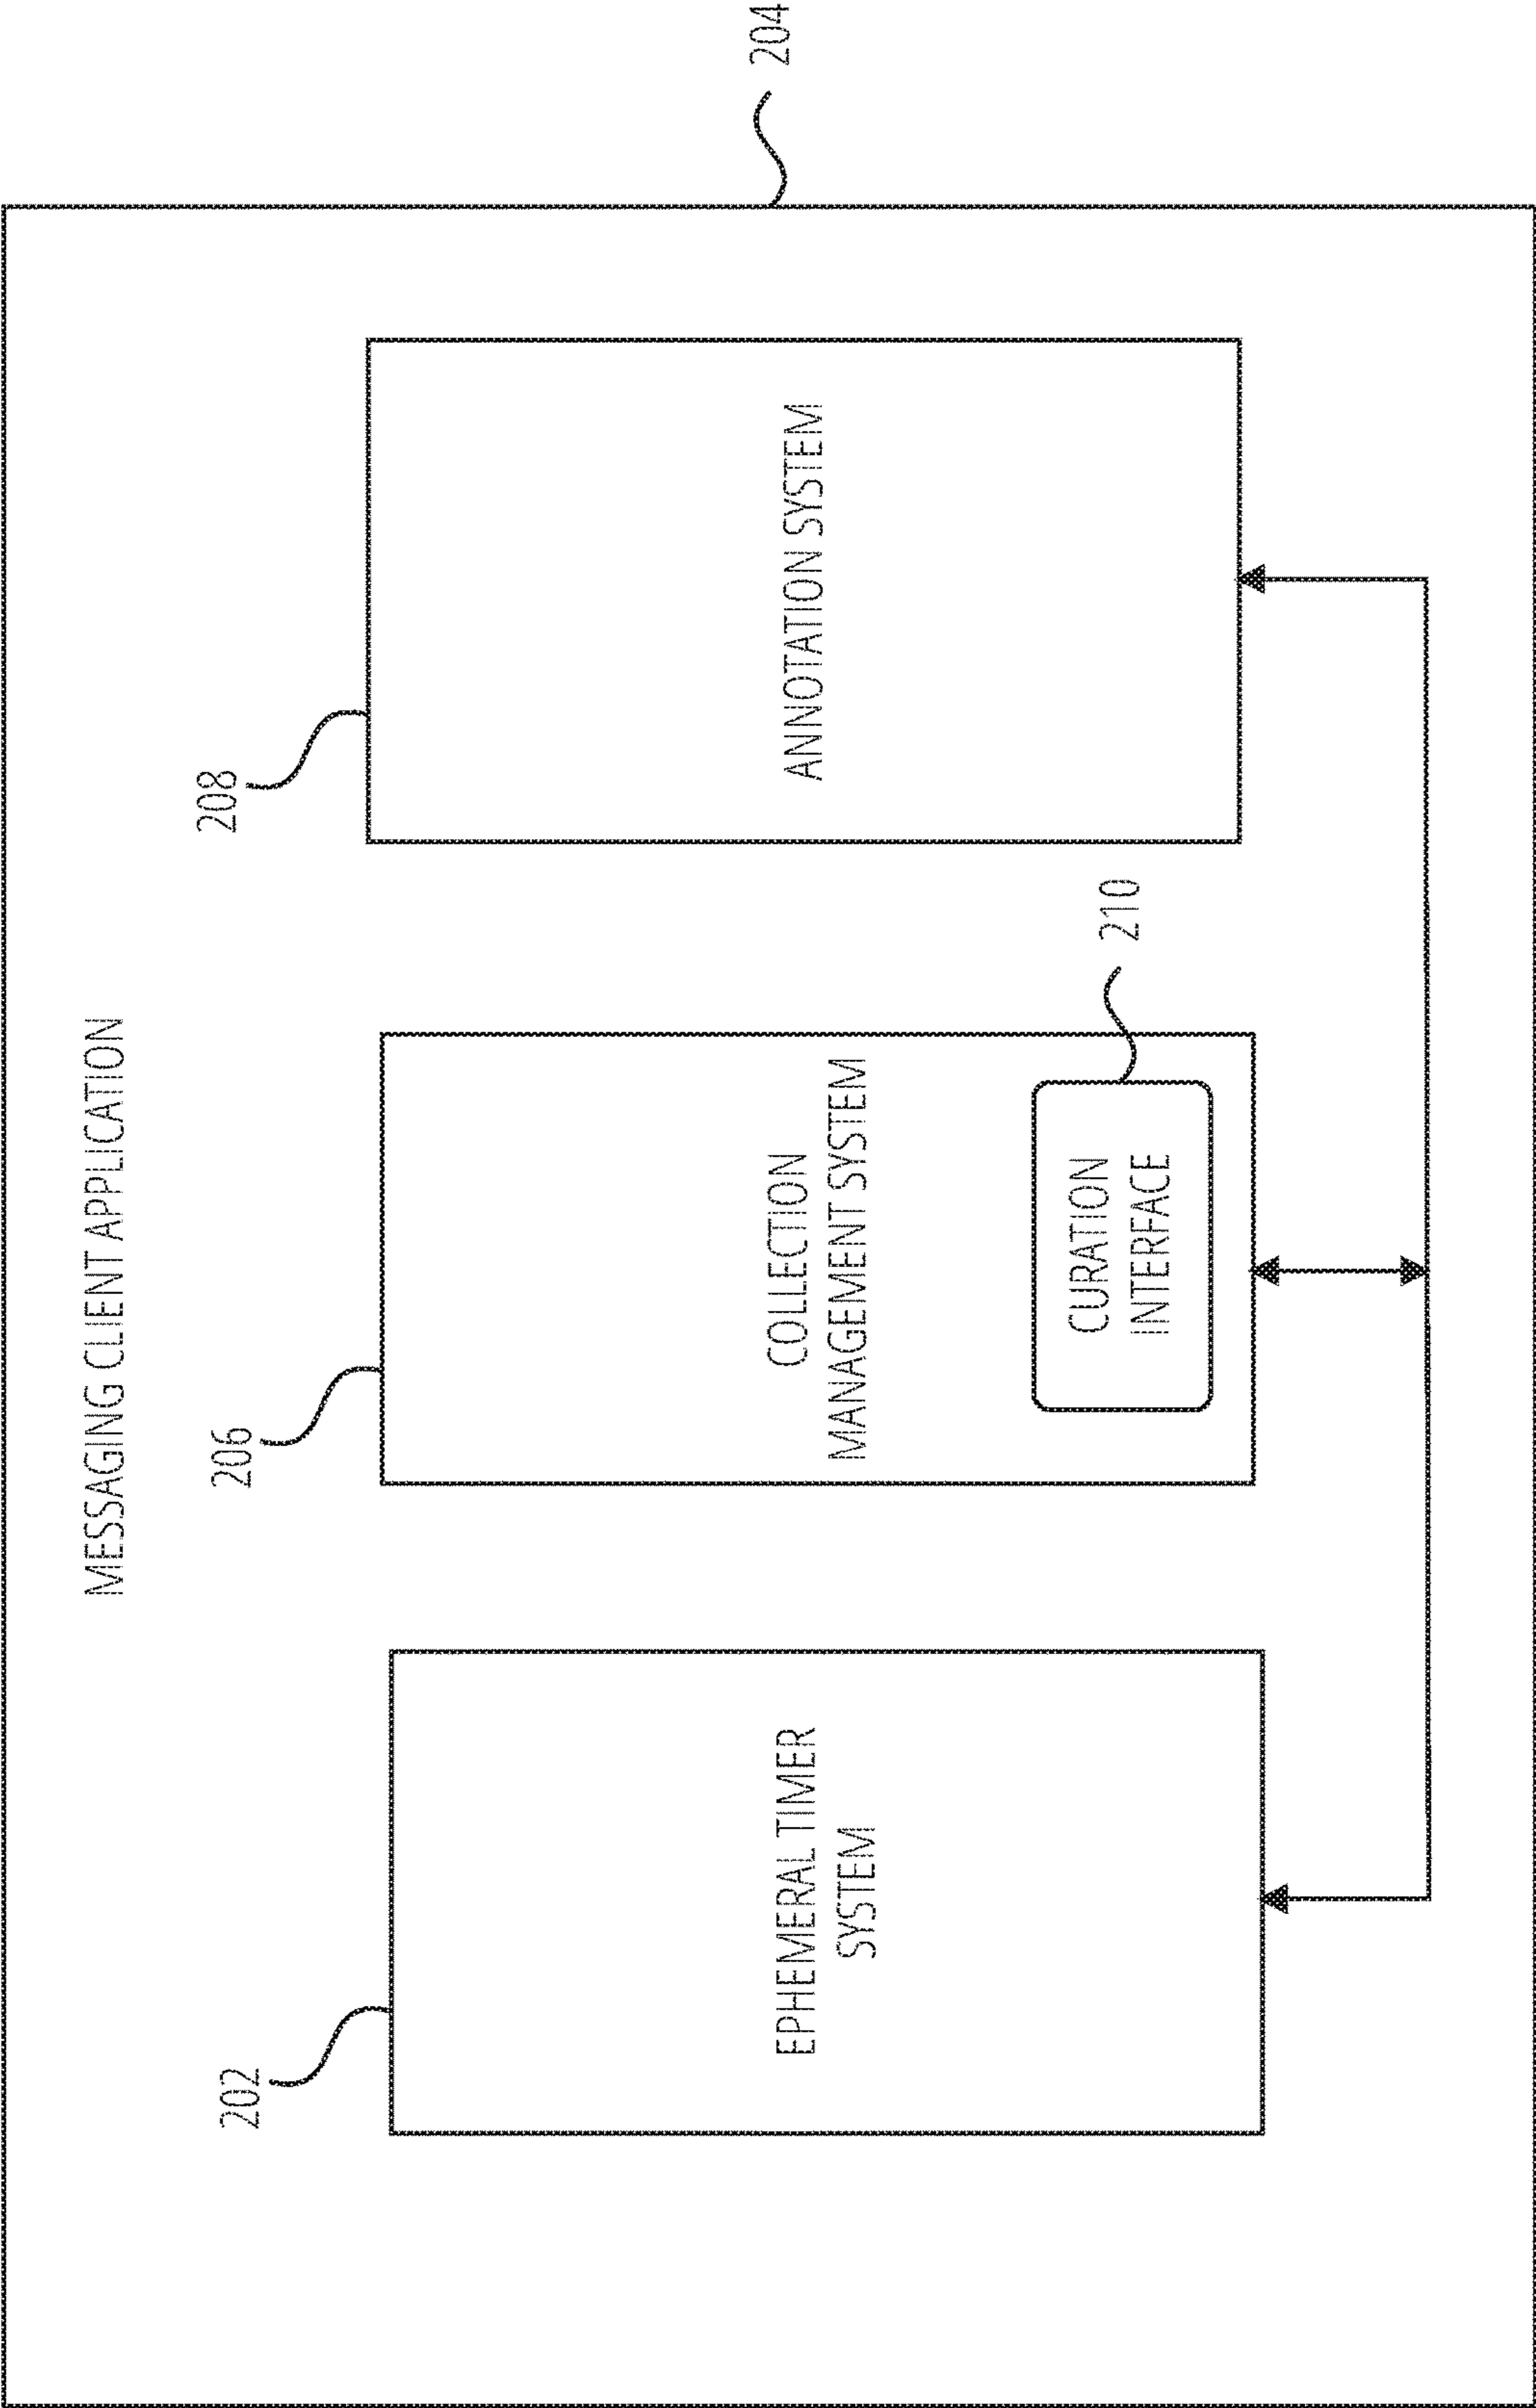 MESSAGING CLIENT APPLICATION
202
206
208
204
EPHEMERAL TIMER
SYSTEM
COLLECTION
MANAGEMENT SYSTEM
ANNOTATION SYSTEM
210
CURATION
INTERFACE